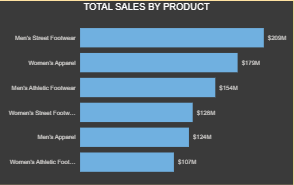 TOTAL SALES BY PRODUCT
Men's Street Footwear $209M
Women's Apparel $179M
Men's Athletic Footwear $154M
Women's Street Footw... $128M
Men's Apparel $124M
Women's Athletic Foot... $107M